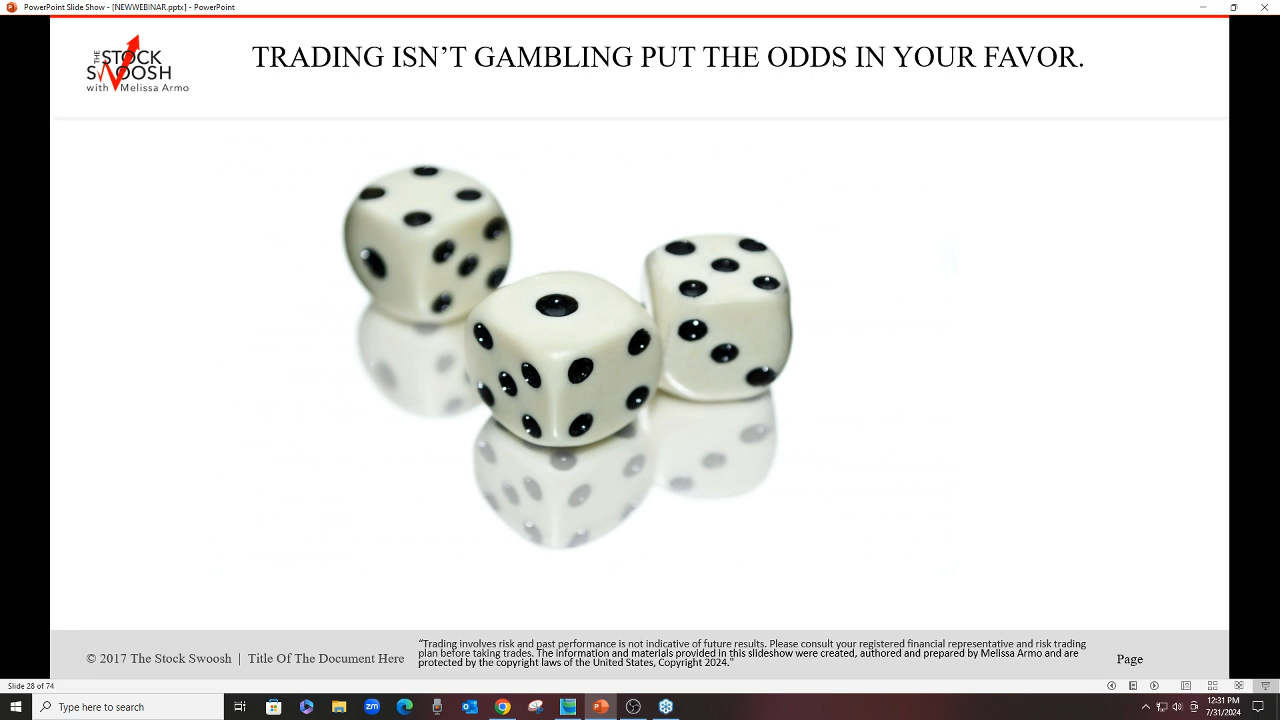 PowerPoint Slide Show - [NEWWEBINAR.pptx] - PowerPoint
THE STOCK
SWOOSH
with Melissa Armo
TRADING ISN’T GAMBLING PUT THE ODDS IN YOUR FAVOR.
© 2017 The Stock Swoosh | Title Of The Document Here
“Trading involves risk and past performance is not indicative of future results. Please consult your registered financial representative and risk trading
plan before taking trades. The information and materials provided in this slideshow were created, authored and prepared by Melissa Armo and are
protected by the copyright laws of the United States, Copyright 2024.”
Page
Slide 28 of 74
Type here to search
zm
12:31 PM
7/31/2024